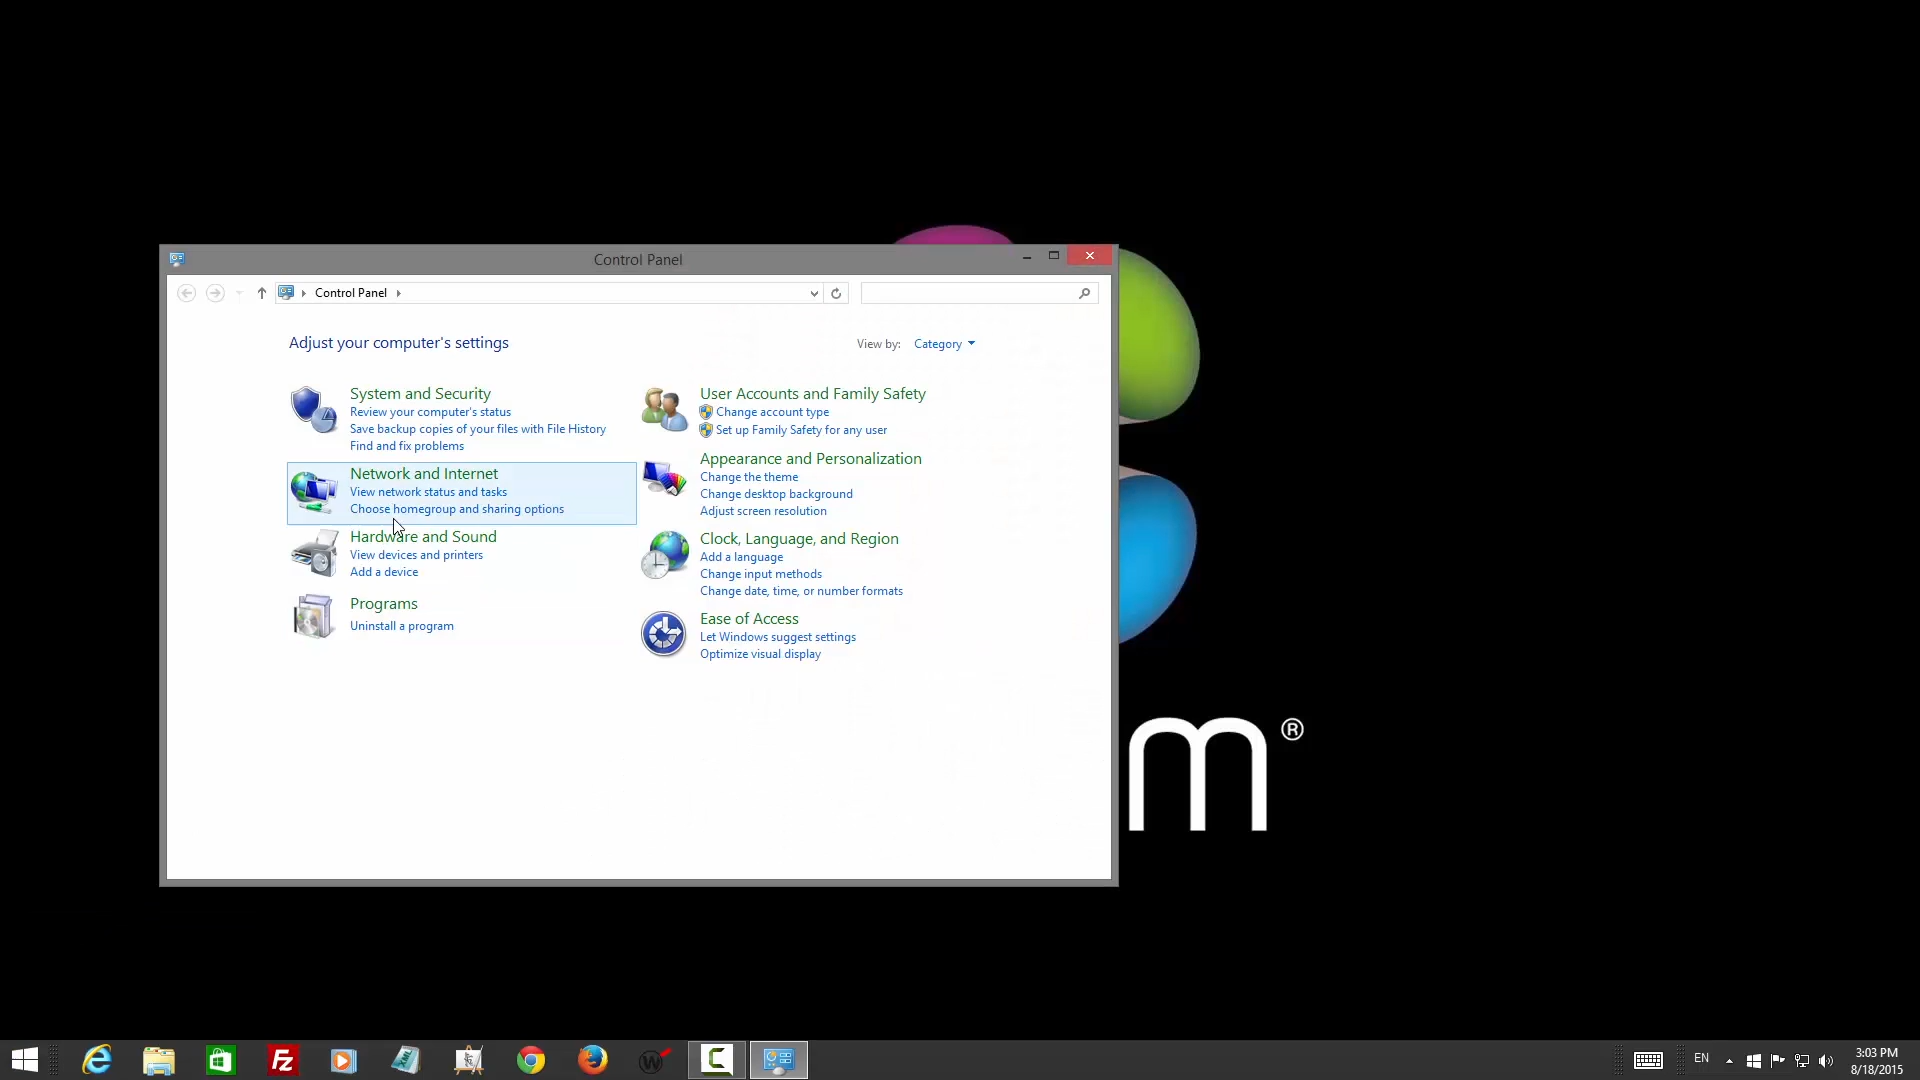 Control Panel
Control Panel
Adjust your computer's settings
View by: Category
System and Security
Review your computer's status
Save backup copies of your files with File History
Find and fix problems
Network and Internet
View network status and tasks
Choose homegroup and sharing options
Hardware and Sound
View devices and printers
Add a device
Programs
Uninstall a program
User Accounts and Family Safety
Change account type
Set up Family Safety for any user
Appearance and Personalization
Change the theme
Change desktop background
Adjust screen resolution
Clock, Language, and Region
Add a language
Change input methods
Change date, time, or number formats
Ease of Access
Let Windows suggest settings
Optimize visual display
m®
Fz
EN
3:03 PM
8/18/2015